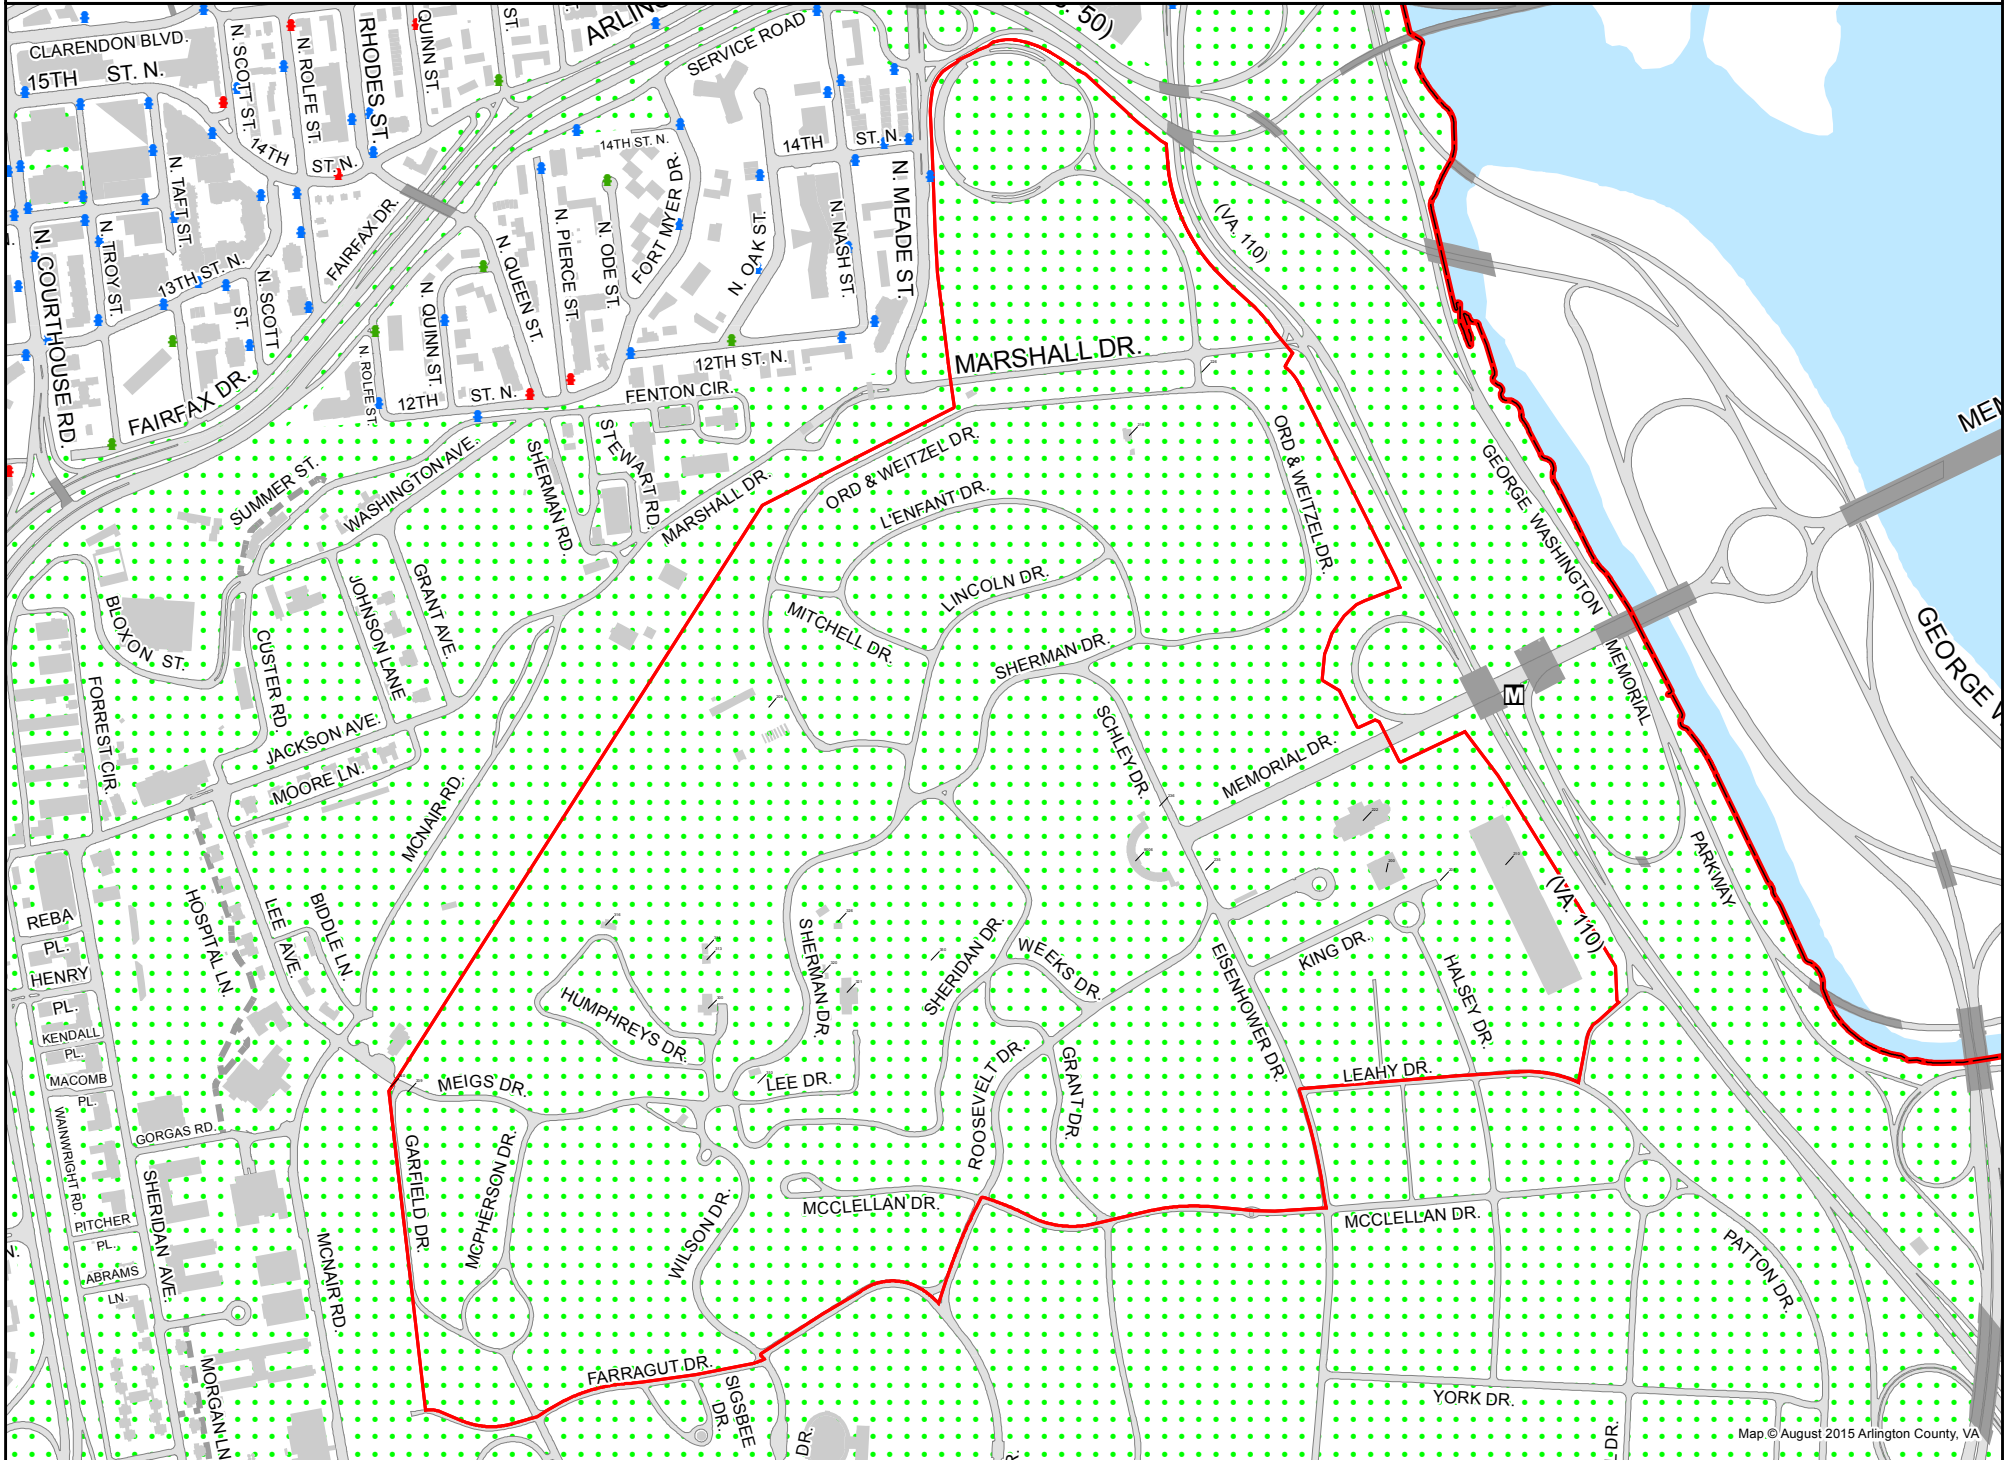 CLARENDON BLVD.
15TH ST. N.
N. SCOTT ST.
N. ROLFE ST.
RHODES ST.
QUINN ST.
ST.
SERVICE ROAD
50)
14TH ST. N.
14TH ST. N.
14TH ST. N.
N. TAFT ST.
N. TROY ST.
13TH ST. N.
N. SCOTT ST.
FAIRFAX DR.
N. COURTHOUSE RD.
N. QUEEN ST.
N. PIERCE ST.
N. ODE ST.
FORT MYER DR.
N. OAK ST.
N. NASH ST.
N. MEADE ST.
(VA. 110)
N. QUINN ST.
N. ROLFE ST.
12TH ST. N.
12TH ST. N.
FENTON CIR.
FAIRFAX DR.
MARSHALL DR.
SUMMER ST.
WASHINGTON AVE.
SHERMAN RD.
STEWART RD.
MARSHALL DR.
ORD & WEITZEL DR.
ORD & WEITZEL DR.
L'ENFANT DR.
LINCOLN DR.
MITCHELL DR.
SHERMAN DR.
SCHLEY DR.
MEMORIAL DR.
GEORGE WASHINGTON
MEMORIAL
PARKWAY
M
BLOXON ST.
CUSTER RD.
JOHNSON LANE
GRANT AVE.
FORREST CIR.
JACKSON AVE.
MOORE LN.
MCNAIR RD.
HOSPITAL LN.
LEE AVE.
BIDDLE LN.
REBA PL.
HENRY PL.
KENDALL PL.
MACOMB PL.
WAINWRIGHT RD.
GORGAS RD.
SHERIDAN AVE.
PITCHER PL.
ABRAMS LN.
MCNAIR RD.
MORGAN LN
HUMPHREYS DR.
MEIGS DR.
GARFIELD DR.
MCPHERSON DR.
WILSON DR.
LEE DR.
SHERMAN DR.
SHERIDAN DR.
WEEKS DR.
ROOSEVELT DR.
GRANT DR.
EISENHOWER DR.
KING DR.
HALSEY DR.
(VA. 110)
LEAHY DR.
MCCLELLAN DR.
MCCLELLAN DR.
PATTON DR.
FARRAGUT DR.
SIGSBEE DR.
DR.
YORK DR.
DR.
Map © August 2015 Arlington County, VA